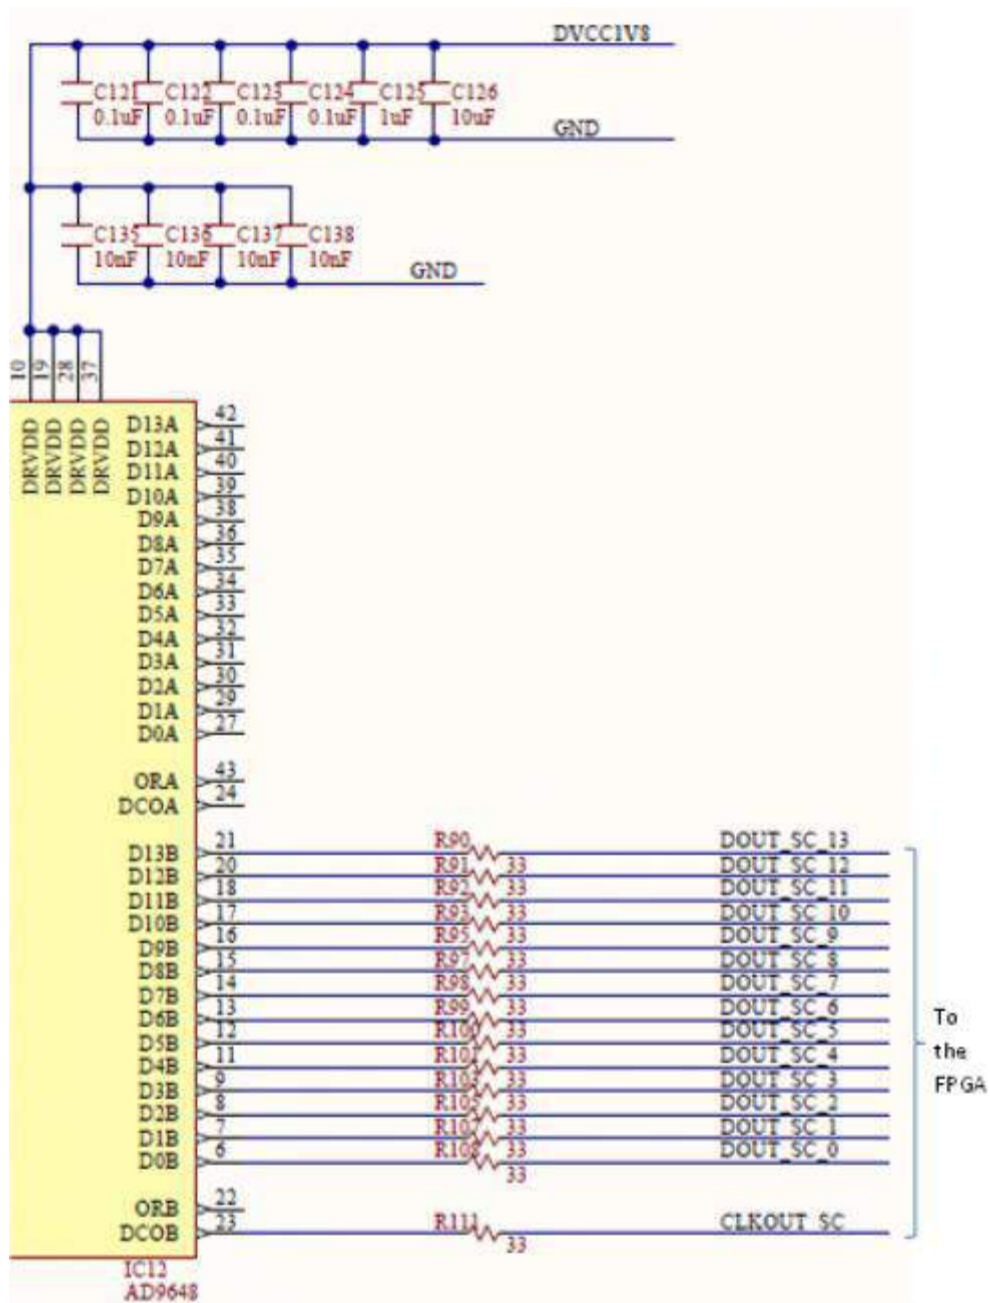 DVCC1V8
C121 C122 C123 C124 C125 C126
0.1uF 0.1uF 0.1uF 0.1uF 1uF 10uF
GND
C135 C136 C137 C138
10nF 10nF 10nF 10nF
GND
10 19 28 37
DRVDD DRVDD DRVDD DRVDD
D13A 42
D12A 41
D11A 40
D10A 39
D9A 38
D8A 36
D7A 35
D6A 34
D5A 33
D4A 32
D3A 31
D2A 30
D1A 29
D0A 27
ORA 43
DCOA 24
D13B 21 R90 33 DOUT_SC_13
D12B 20 R91 33 DOUT_SC_12
D11B 18 R92 33 DOUT_SC_11
D10B 17 R93 33 DOUT_SC_10
D9B 16 R95 33 DOUT_SC_9
D8B 15 R97 33 DOUT_SC_8
D7B 14 R98 33 DOUT_SC_7
D6B 13 R99 33 DOUT_SC_6
D5B 12 R100 33 DOUT_SC_5
D4B 11 R101 33 DOUT_SC_4
D3B 9 R103 33 DOUT_SC_3
D2B 8 R105 33 DOUT_SC_2
D1B 7 R107 33 DOUT_SC_1
D0B 6 R108 33 DOUT_SC_0
ORB 22
DCOB 23 R111 33 CLKOUT_SC
To
the
FPGA
IC12
AD9648